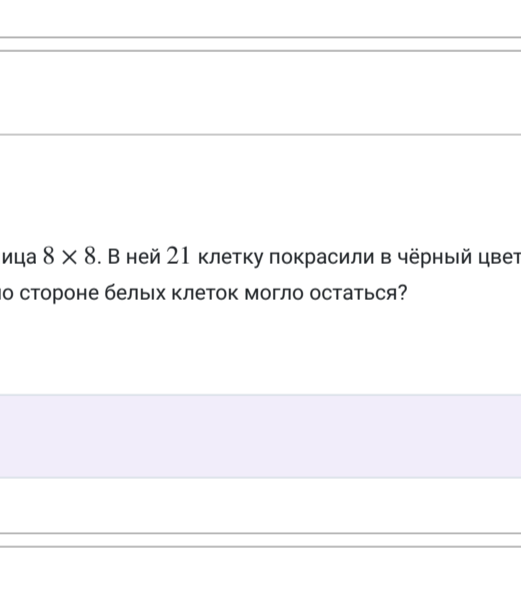 ица 8 × 8. В ней 21 клетку покрасили в чёрный цвет
о стороне белых клеток могло остаться?